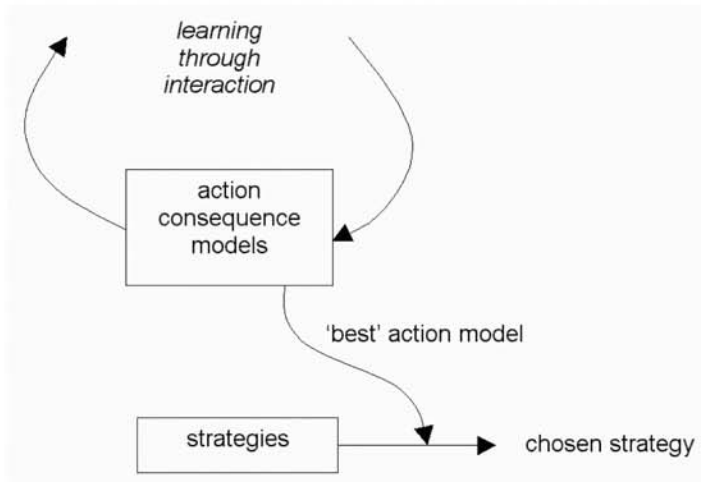 learning
through
interaction
action
consequence
models
‘best’ action model
strategies
chosen strategy